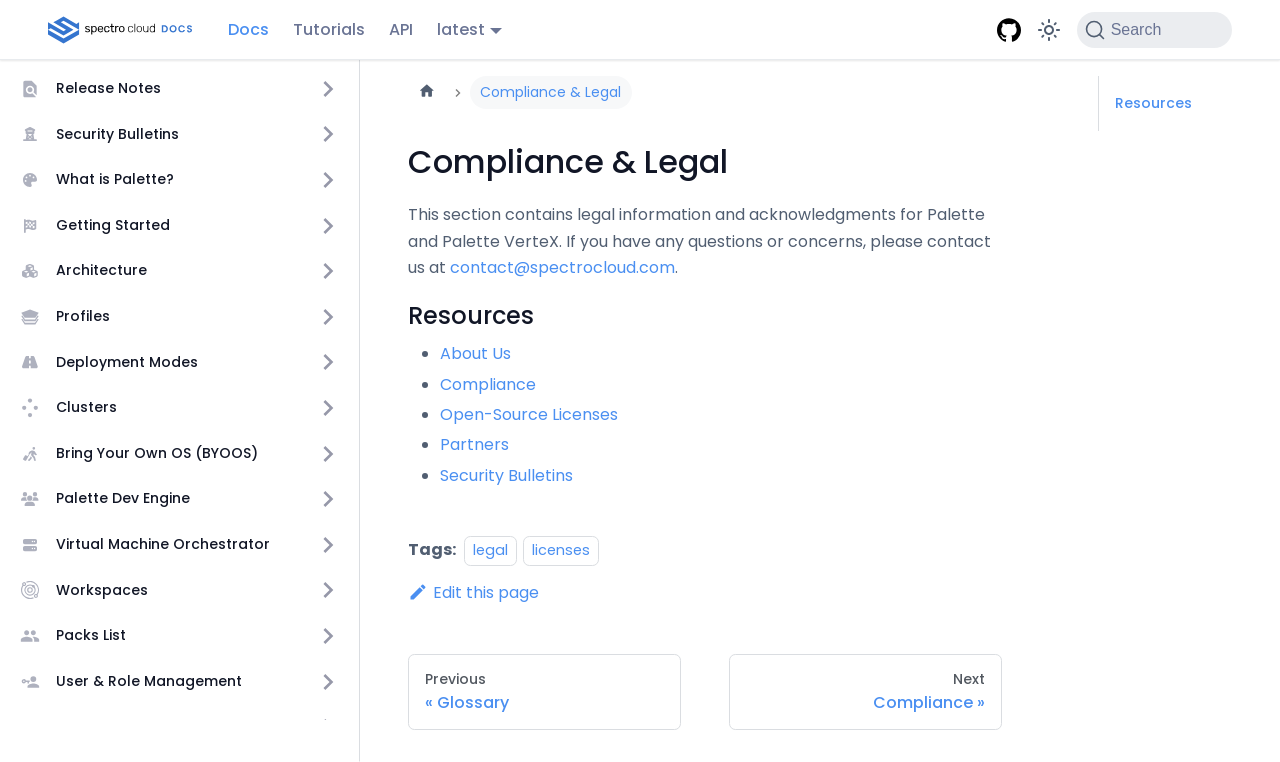 spectro cloud DOCS
Docs
Tutorials
API
latest
Search
Release Notes
Security Bulletins
What is Palette?
Getting Started
Architecture
Profiles
Deployment Modes
Clusters
Bring Your Own OS (BYOOS)
Palette Dev Engine
Virtual Machine Orchestrator
Workspaces
Packs List
User & Role Management
Compliance & Legal
Compliance & Legal
This section contains legal information and acknowledgments for Palette
and Palette VerteX. If you have any questions or concerns, please contact
us at contact@spectrocloud.com.
Resources
About Us
Compliance
Open-Source Licenses
Partners
Security Bulletins
Tags: legal licenses
Edit this page
Previous
« Glossary
Next
Compliance »
Resources